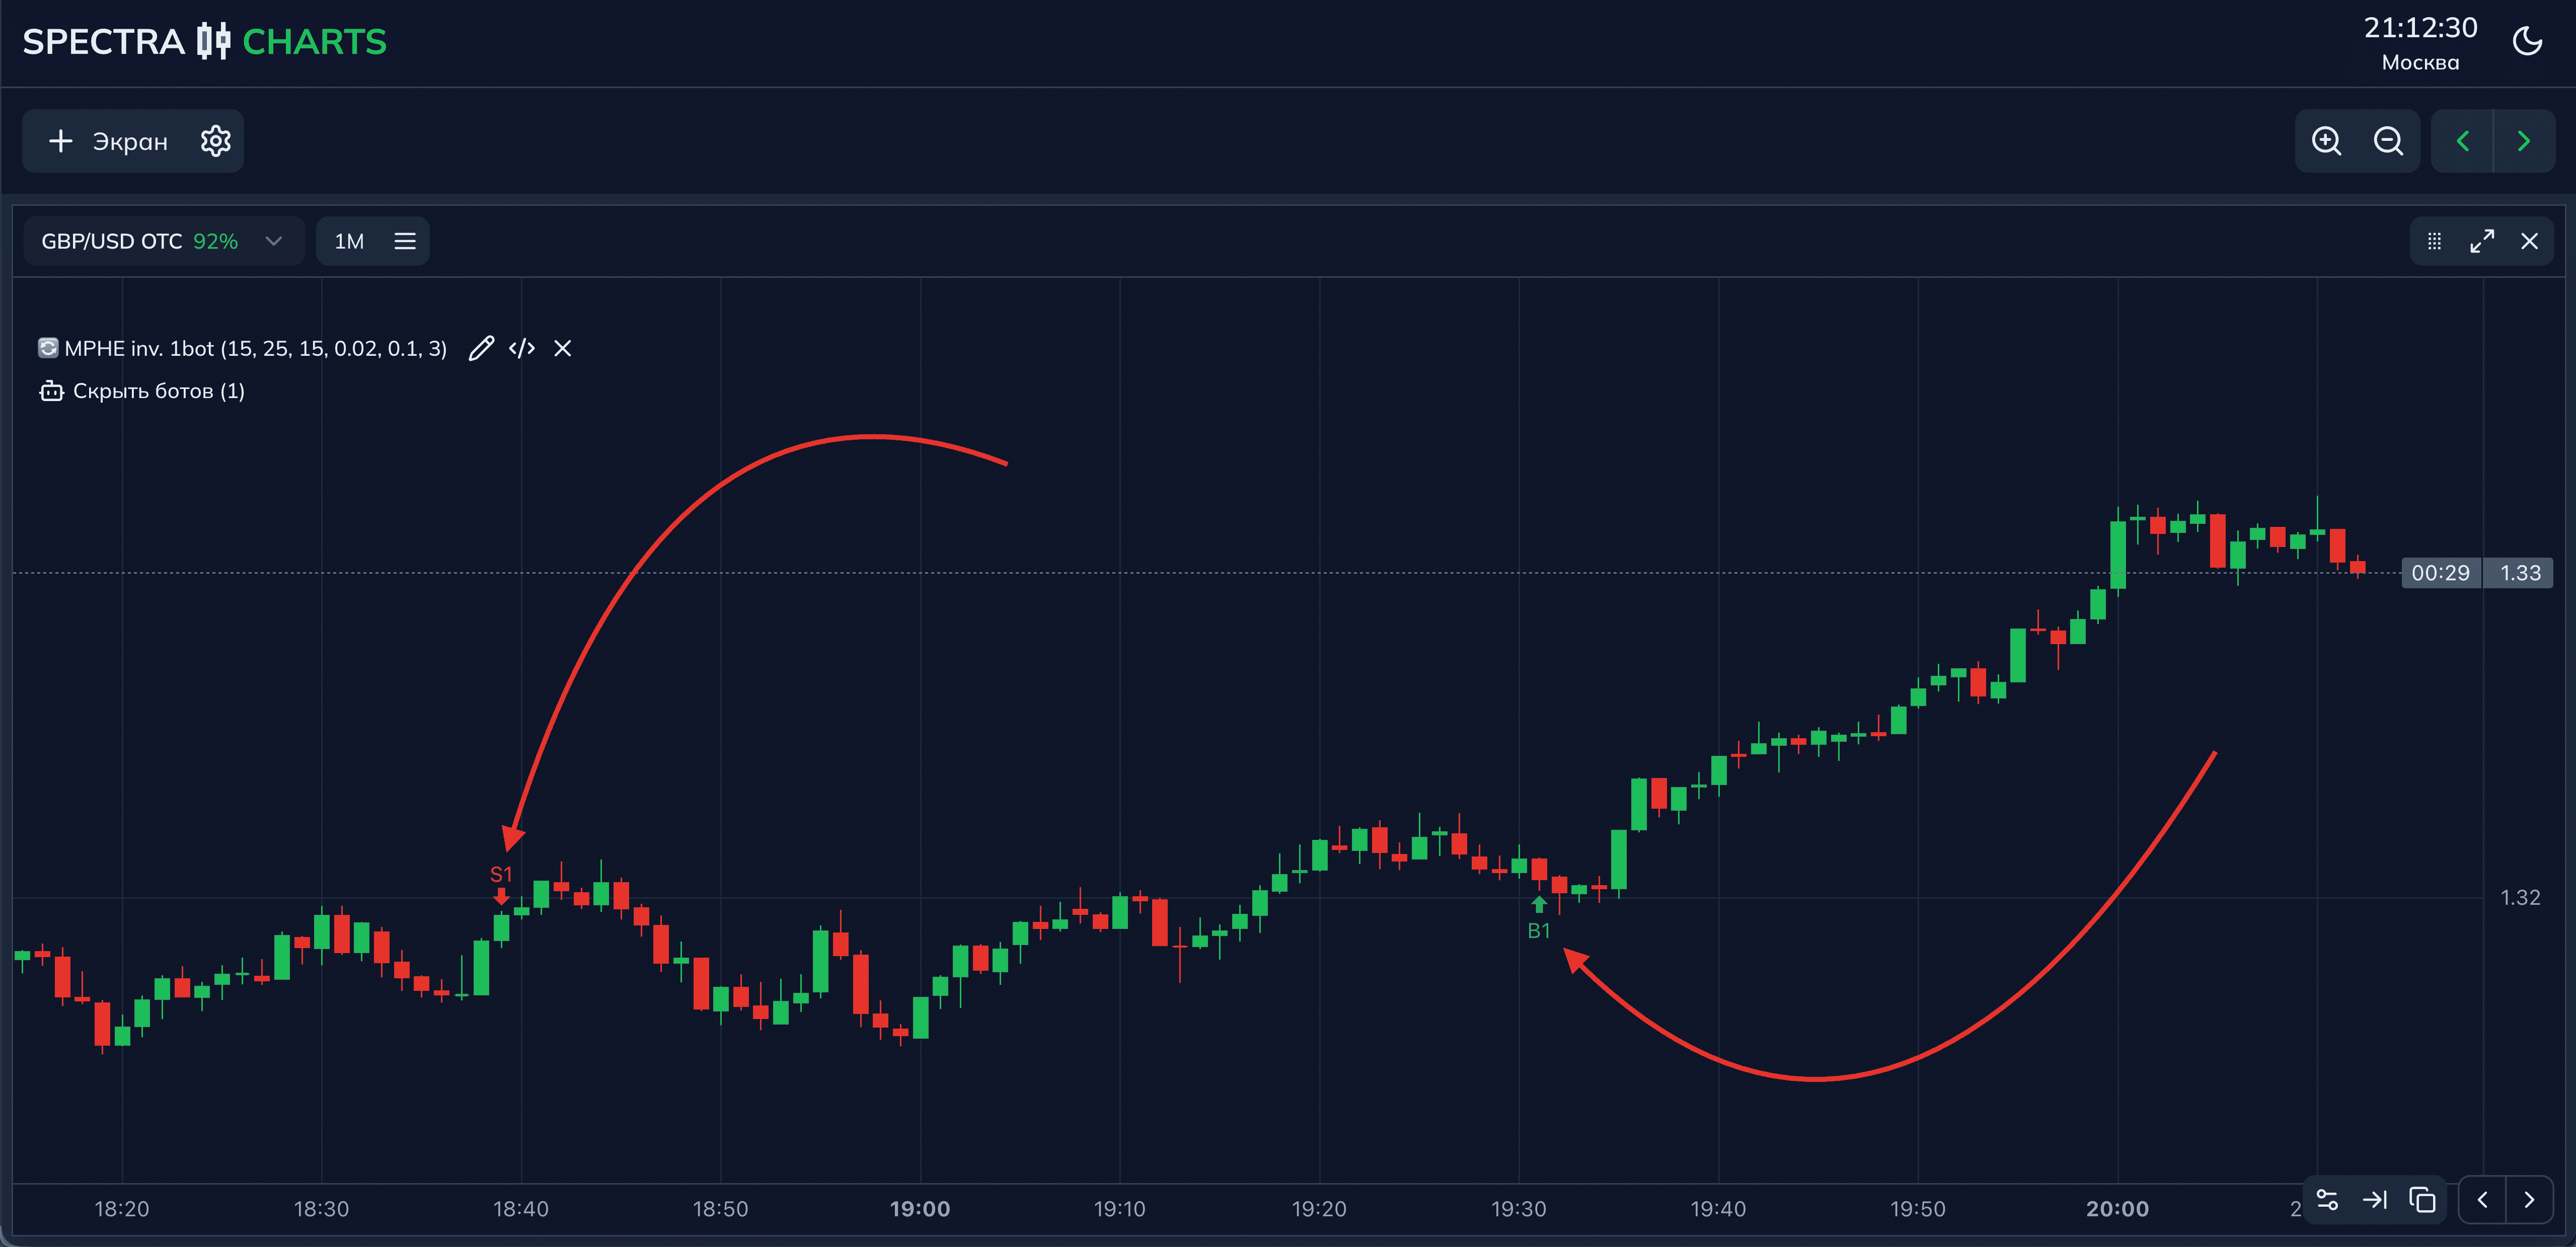 SPECTRA CHARTS
21:12:30
Москва
Экран
GBP/USD OTC 92%
1M
MPHE inv. 1bot (15, 25, 15, 0.02, 0.1, 3)
Скрыть ботов (1)
00:29 1.33
S1
1.32
B1
18:20 18:30 18:40 18:50 19:00 19:10 19:20 19:30 19:40 19:50 20:00